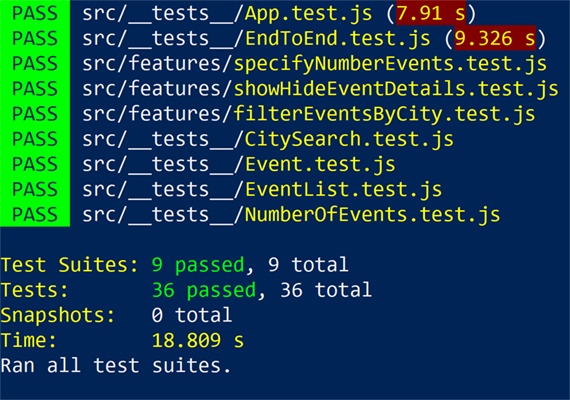 PASS src/__tests__/App.test.js (7.91 s)
PASS src/__tests__/EndToEnd.test.js (9.326 s)
PASS src/features/specifyNumberEvents.test.js
PASS src/features/showHideEventDetails.test.js
PASS src/features/filterEventsByCity.test.js
PASS src/__tests__/CitySearch.test.js
PASS src/__tests__/Event.test.js
PASS src/__tests__/EventList.test.js
PASS src/__tests__/NumberOfEvents.test.js
Test Suites: 9 passed, 9 total
Tests: 36 passed, 36 total
Snapshots: 0 total
Time: 18.809 s
Ran all test suites.